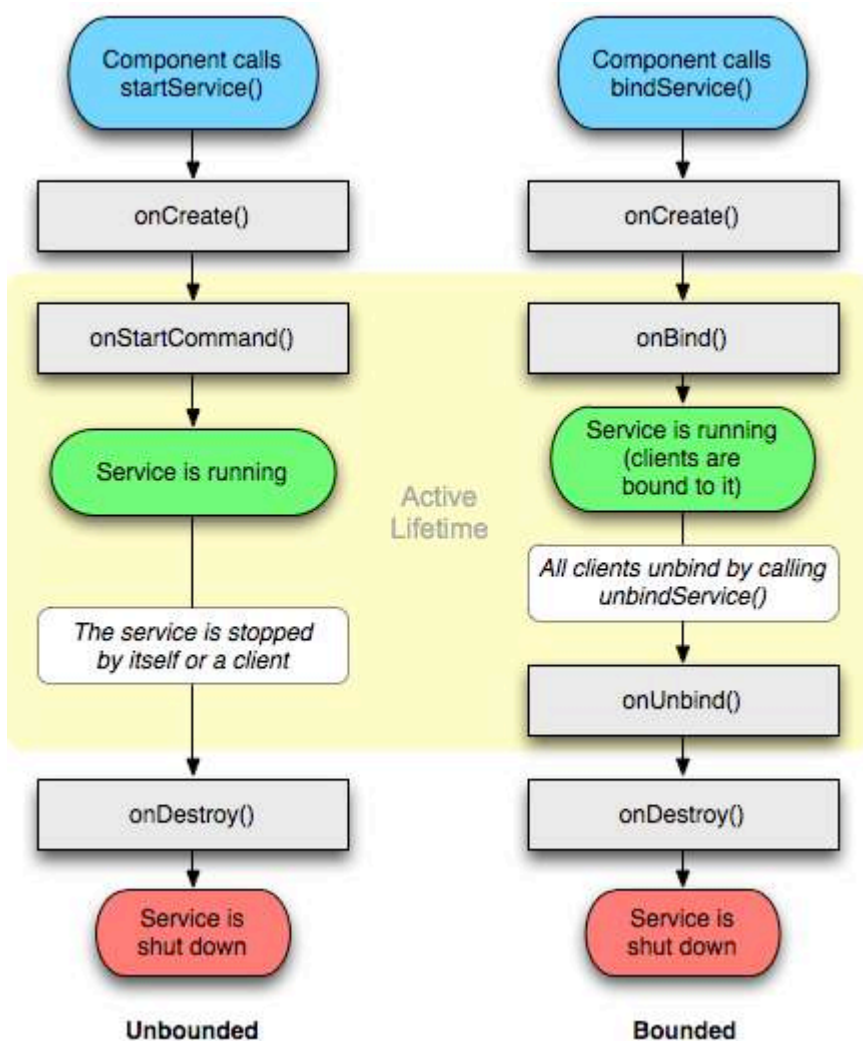 Component calls
startService()
onCreate()
onStartCommand()
Service is running
The service is stopped
by itself or a client
onDestroy()
Service is
shut down
Unbounded
Active
Lifetime
Component calls
bindService()
onCreate()
onBind()
Service is running
(clients are
bound to it)
All clients unbind by calling
unbindService()
onUnbind()
onDestroy()
Service is
shut down
Bounded